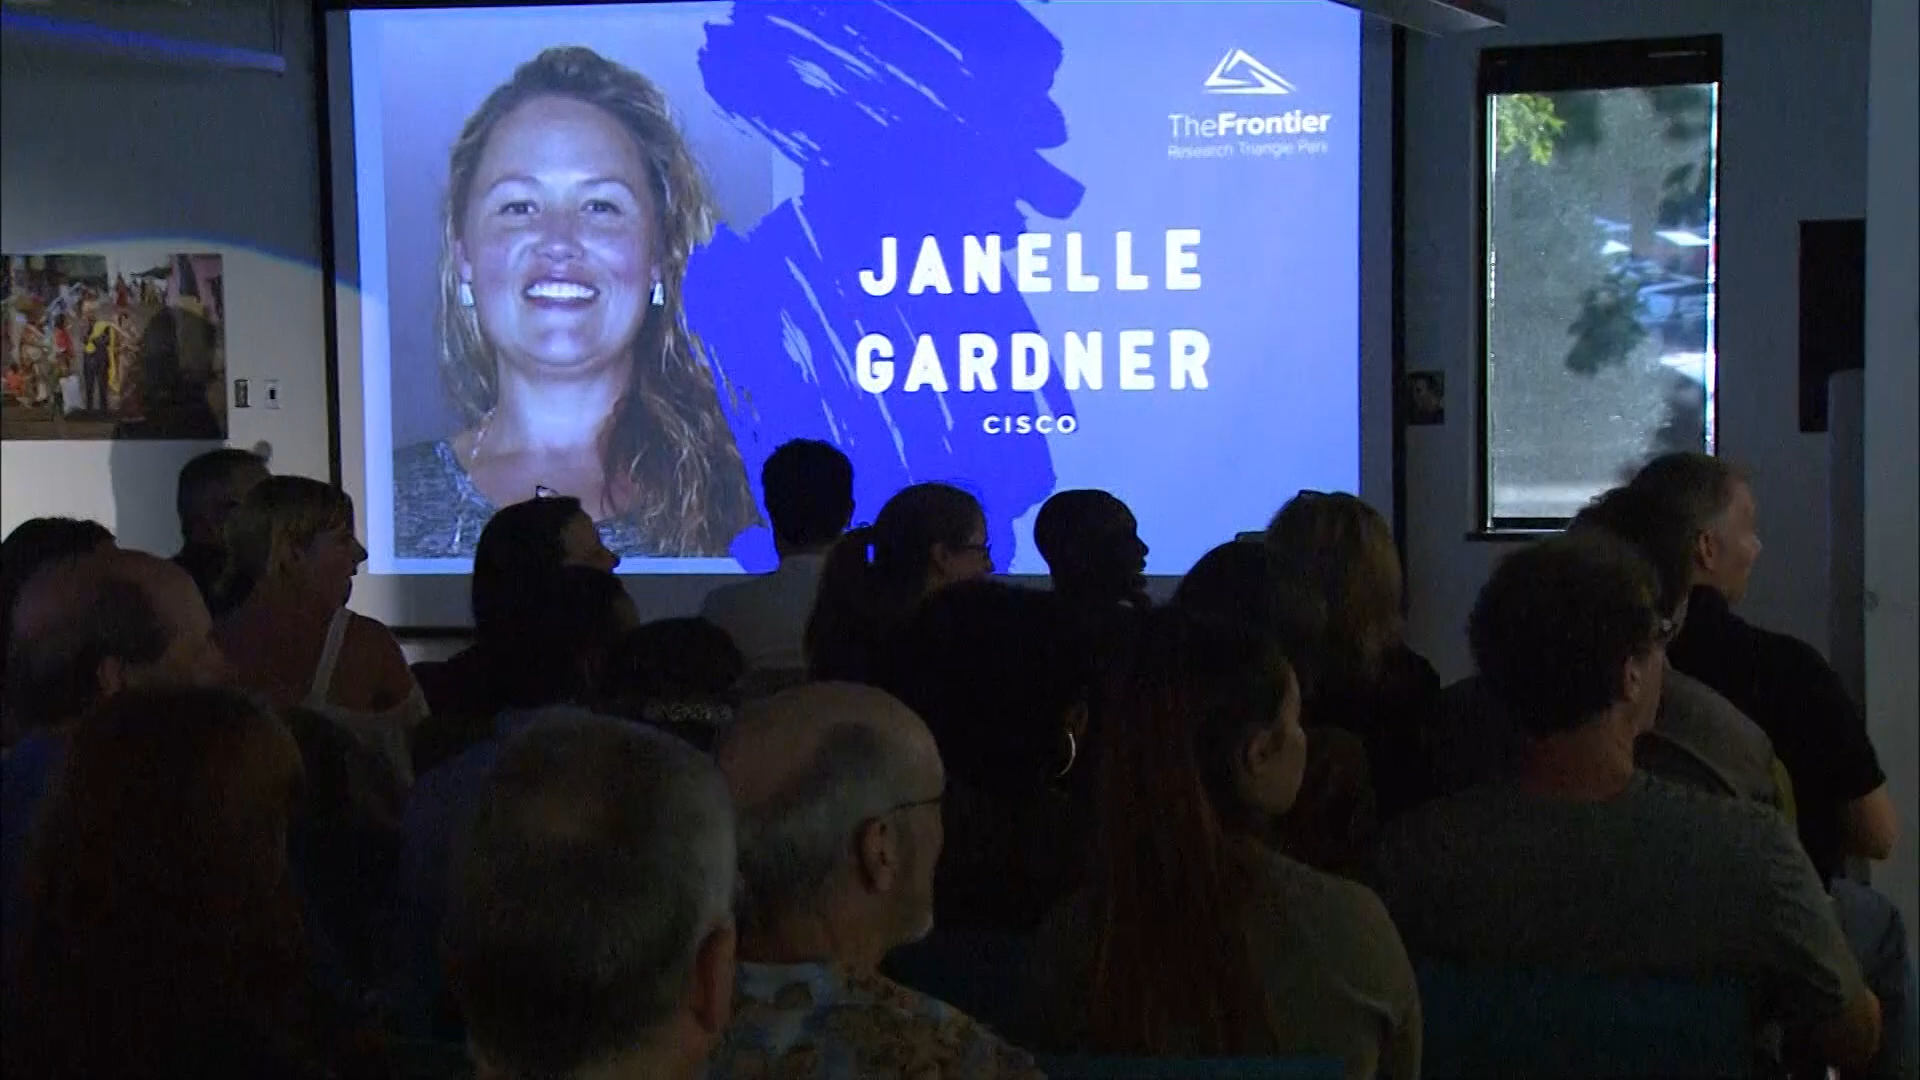 TheFrontier
Research Triangle Park
JANELLE
GARDNER
CISCO